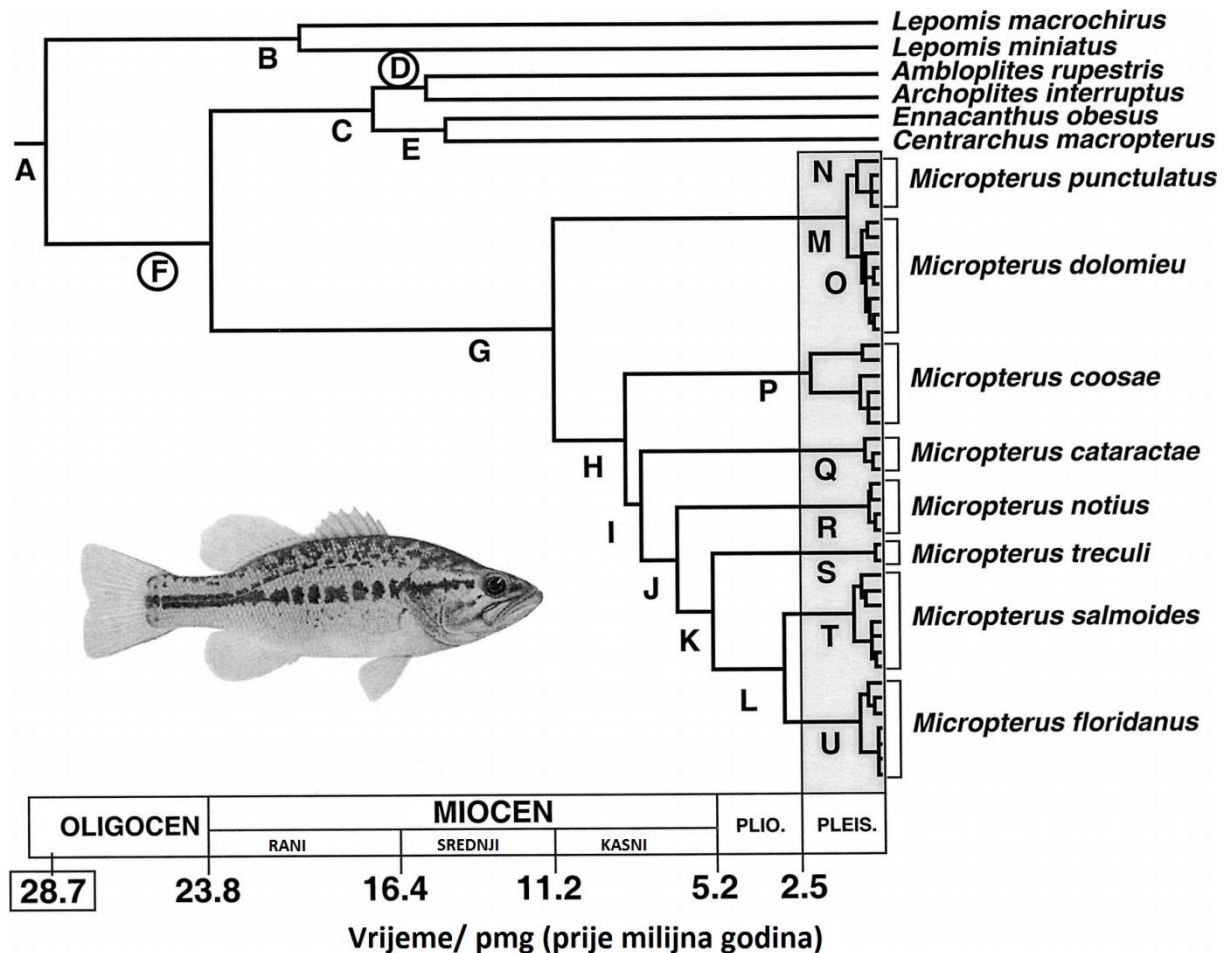 Lepomis macrochirus
B
Lepomis miniatus
D
Ambloplites rupestris
Archoplites interruptus
C
Ennacanthus obesus
E
Centrarchus macropterus
A
N
Micropterus punctulatus
F
M
Micropterus dolomieu
O
G
P
Micropterus coosae
H
Q
Micropterus cataractae
I
R
Micropterus notius
J
S
Micropterus treculi
K
T
Micropterus salmoides
L
U
Micropterus floridanus
OLIGOCEN
MIOCEN
PLIO.
PLEIS.
RANI
SREDNJI
KASNI
28.7 23.8 16.4 11.2 5.2 2.5
Vrijeme/ pmg (prije milijna godina)